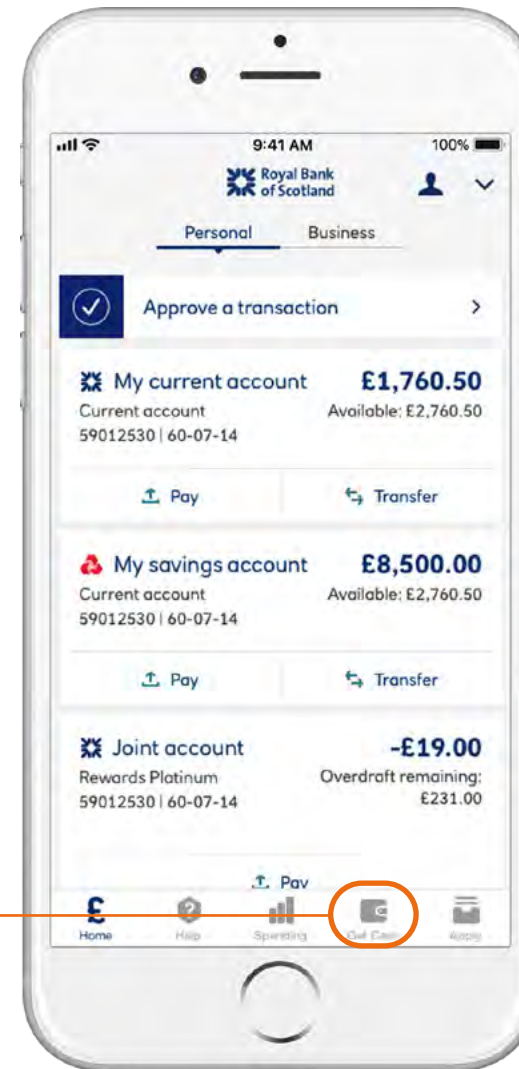 9:41 AM
100%
Royal Bank
of Scotland
Personal
Business
Approve a transaction
My current account £1,760.50
Current account Available: £2,760.50
59012530 | 60-07-14
Pay Transfer
My savings account £8,500.00
Current account Available: £2,760.50
59012530 | 60-07-14
Pay Transfer
Joint account -£19.00
Rewards Platinum Overdraft remaining:
59012530 | 60-07-14 £231.00
Pay
£
Home Help Spending Get Cash Apply